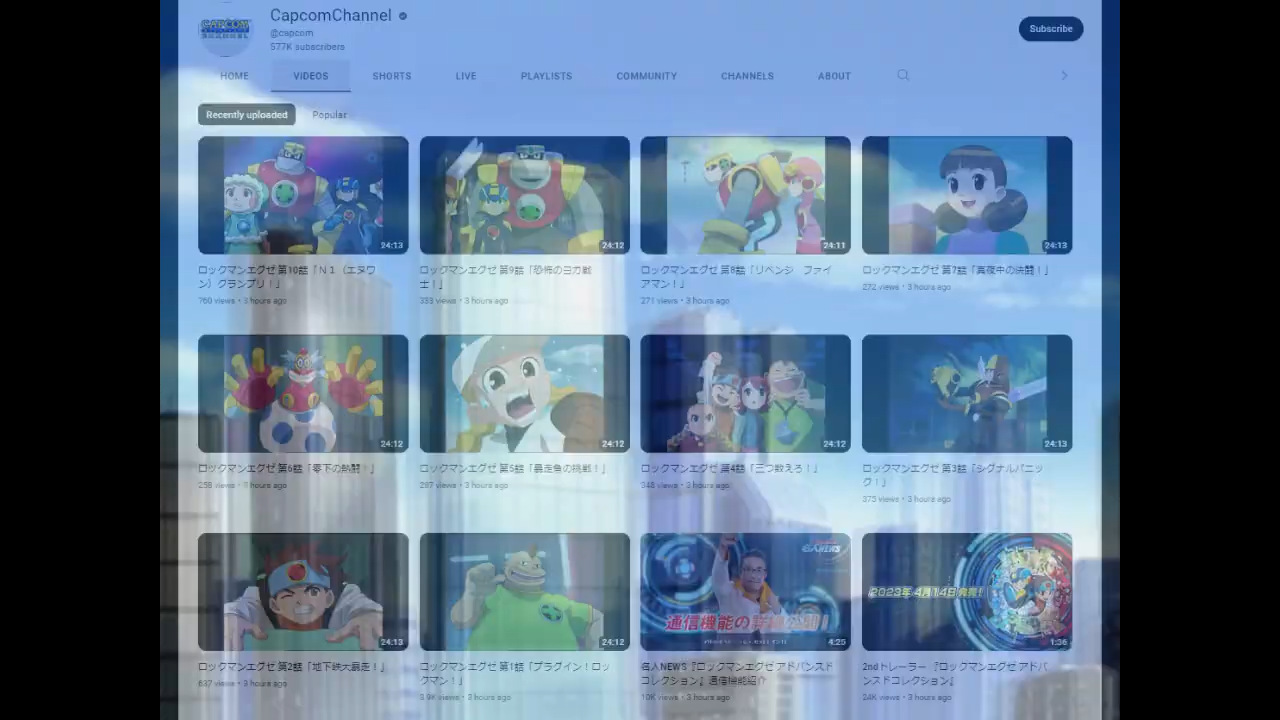 CapcomChannel
@capcom
577K subscribers
Subscribe
CAPCOM
CHANNEL
HOME
VIDEOS
SHORTS
LIVE
PLAYLISTS
COMMUNITY
CHANNELS
ABOUT
Recently uploaded
Popular
24:13
24:12
24:11
24:13
ロックマンエグゼ 第10話「N1（エヌワ
ン）グランプリ！」
760 views • 3 hours ago
ロックマンエグゼ 第9話「恐怖のヨガ戦
士！」
353 views • 3 hours ago
ロックマンエグゼ 第8話「リベンジ ファイ
アマン！」
271 views • 3 hours ago
ロックマンエグゼ 第7話「真夜中の決闘！」
272 views • 3 hours ago
24:12
24:12
24:12
24:13
ロックマンエグゼ 第6話「零下の熱闘！」
258 views • 3 hours ago
ロックマンエグゼ 第5話「暴走魚の挑戦！」
297 views • 3 hours ago
ロックマンエグゼ 第4話「三つ数えろ！」
348 views • 3 hours ago
ロックマンエグゼ 第3話「シグナルパニッ
ク！」
375 views • 3 hours ago
24:13
24:12
名人NEWS
通信機能の詳細公開！
4:25
2023年4月14日発売！
1:36
ロックマンエグゼ 第2話「地下鉄大暴走！」
637 views • 3 hours ago
ロックマンエグゼ 第1話「プラグイン！ロッ
クマン！」
3.9K views • 3 hours ago
名人NEWS『ロックマンエグゼ アドバンスド
コレクション』通信機能紹介
10K views • 3 hours ago
2ndトレーラー 『ロックマンエグゼ アドバ
ンスドコレクション』
24K views • 3 hours ago